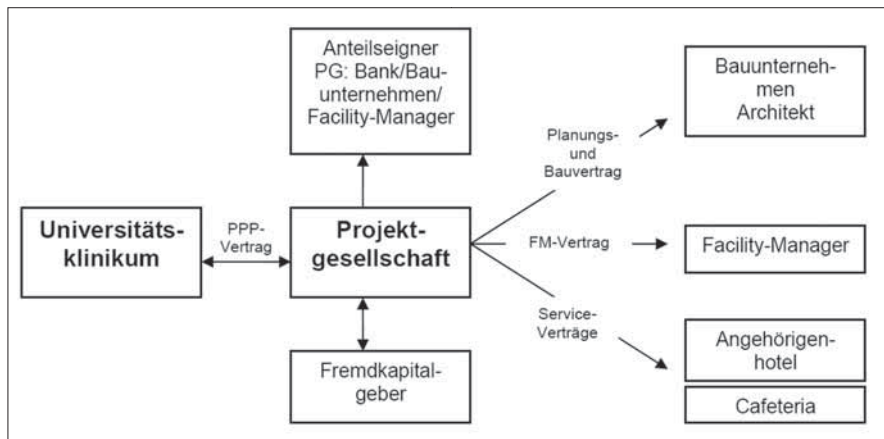 Anteilseigner
PG: Bank/Bau-
unternehmen/
Facility-Manager
Bauunterneh-
men
Architekt
Planungs-
und
Bauvertrag
Universitäts-
klinikum
PPP-
Vertrag
Projekt-
gesellschaft
FM-Vertrag
Facility-Manager
Service-
Verträge
Fremdkapital-
geber
Angehörigen-
hotel
Cafeteria